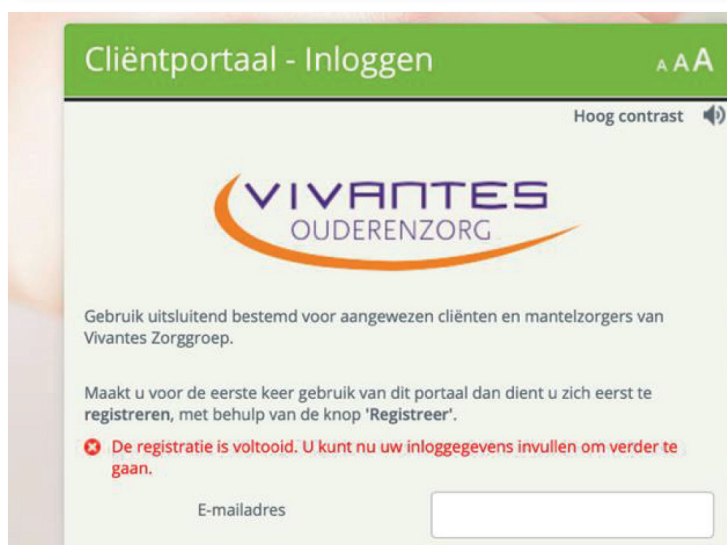 Cliëntportaal - Inloggen
A A A
Hoog contrast
VIVANTES
OUDERENZORG
Gebruik uitsluitend bestemd voor aangewezen cliënten en mantelzorgers van
Vivantes Zorggroep.
Maakt u voor de eerste keer gebruik van dit portaal dan dient u zich eerst te
registreren, met behulp van de knop 'Registreer'.
De registratie is voltooid. U kunt nu uw inloggegevens invullen om verder te
gaan.
E-mailadres